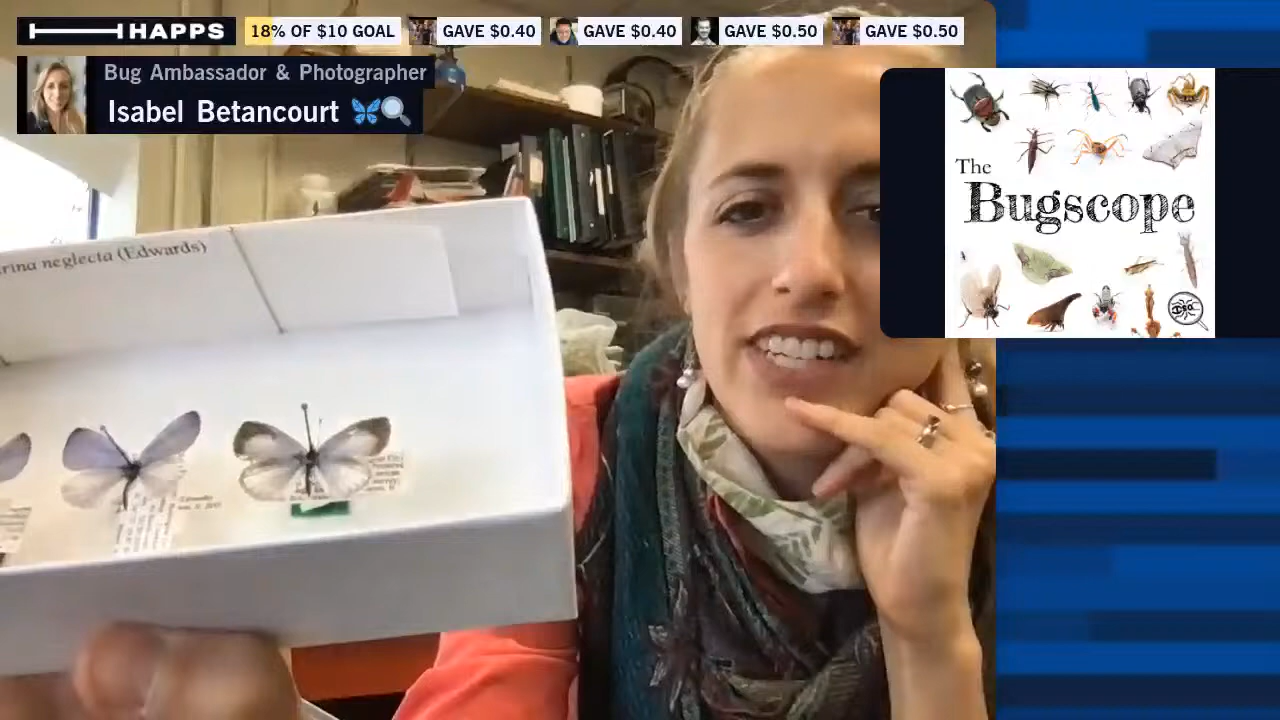 HAPPS
18% OF $10 GOAL
GAVE $0.40
GAVE $0.40
GAVE $0.50
GAVE $0.50
Bug Ambassador & Photographer
Isabel Betancourt 🦋🔍
The
Bugscope
neglecta (Edwards)